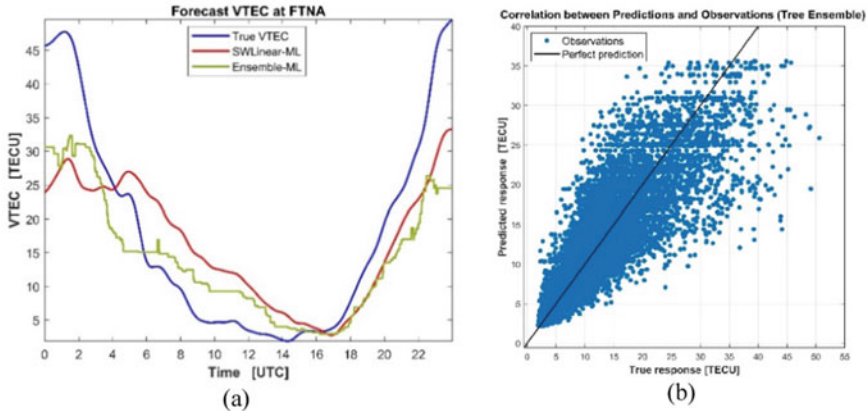 Forecast VTEC at FTNA
True VTEC
SWLinear-ML
Ensemble-ML
VTEC [TECU]
45
40
35
30
25
20
15
10
5
0 2 4 6 8 10 12 14 16 18 20 22
Time [UTC]
(a)
Correlation between Predictions and Observations (Tree Ensemble)
Observations
Perfect prediction
Predicted response [TECU]
40
35
30
25
20
15
10
5
0
0 5 10 15 20 25 30 35 40 45 50 55
True response [TECU]
(b)